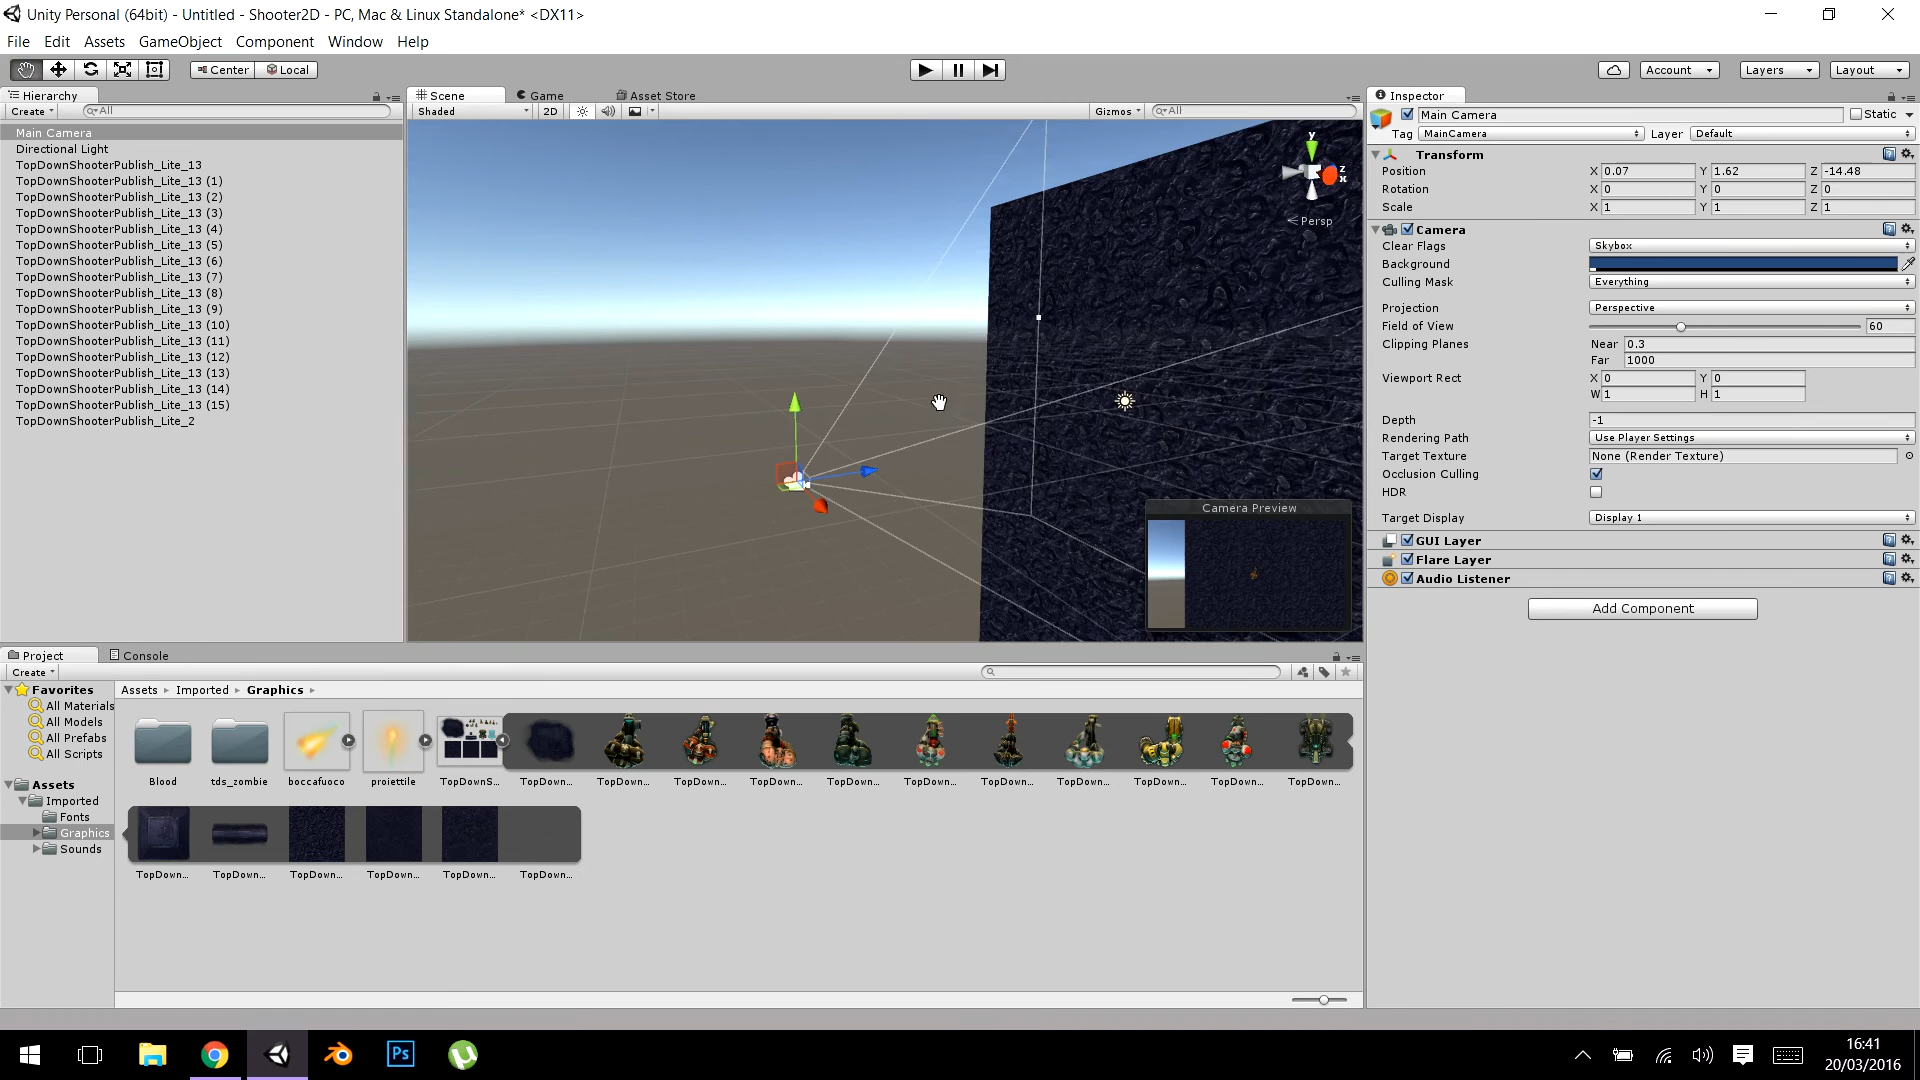 Unity Personal (64bit) - Untitled - Shooter2D - PC, Mac & Linux Standalone* <DX11>
File Edit Assets GameObject Component Window Help
Center Local Account Layers Layout
Hierarchy
Create All
Main Camera
Directional Light
TopDownShooterPublish_Lite_13
TopDownShooterPublish_Lite_13 (1)
TopDownShooterPublish_Lite_13 (2)
TopDownShooterPublish_Lite_13 (3)
TopDownShooterPublish_Lite_13 (4)
TopDownShooterPublish_Lite_13 (5)
TopDownShooterPublish_Lite_13 (6)
TopDownShooterPublish_Lite_13 (7)
TopDownShooterPublish_Lite_13 (8)
TopDownShooterPublish_Lite_13 (9)
TopDownShooterPublish_Lite_13 (10)
TopDownShooterPublish_Lite_13 (11)
TopDownShooterPublish_Lite_13 (12)
TopDownShooterPublish_Lite_13 (13)
TopDownShooterPublish_Lite_13 (14)
TopDownShooterPublish_Lite_13 (15)
TopDownShooterPublish_Lite_2
Scene Game Asset Store
Shaded 2D Gizmos All
y
z
x
Persp
Camera Preview
Inspector
Main Camera Static
Tag MainCamera Layer Default
Transform
Position X 0.07 Y 1.62 Z -14.48
Rotation X 0 Y 0 Z 0
Scale X 1 Y 1 Z 1
Camera
Clear Flags Skybox
Background
Culling Mask Everything
Projection Perspective
Field of View 60
Clipping Planes Near 0.3
Far 1000
Viewport Rect X 0 Y 0
W 1 H 1
Depth -1
Rendering Path Use Player Settings
Target Texture None (Render Texture)
Occlusion Culling
HDR
Target Display Display 1
GUI Layer
Flare Layer
Audio Listener
Add Component
Project Console
Create
Favorites
All Materials
All Models
All Prefabs
All Scripts
Assets
Imported
Fonts
Graphics
Sounds
Assets Imported Graphics
Blood tds_zombie boccafuoco proiettile TopDownS... TopDown... TopDown... TopDown... TopDown... TopDown... TopDown... TopDown... TopDown... TopDown... TopDown... TopDown...
TopDown... TopDown... TopDown... TopDown... TopDown... TopDown...
Ps
16:41
20/03/2016